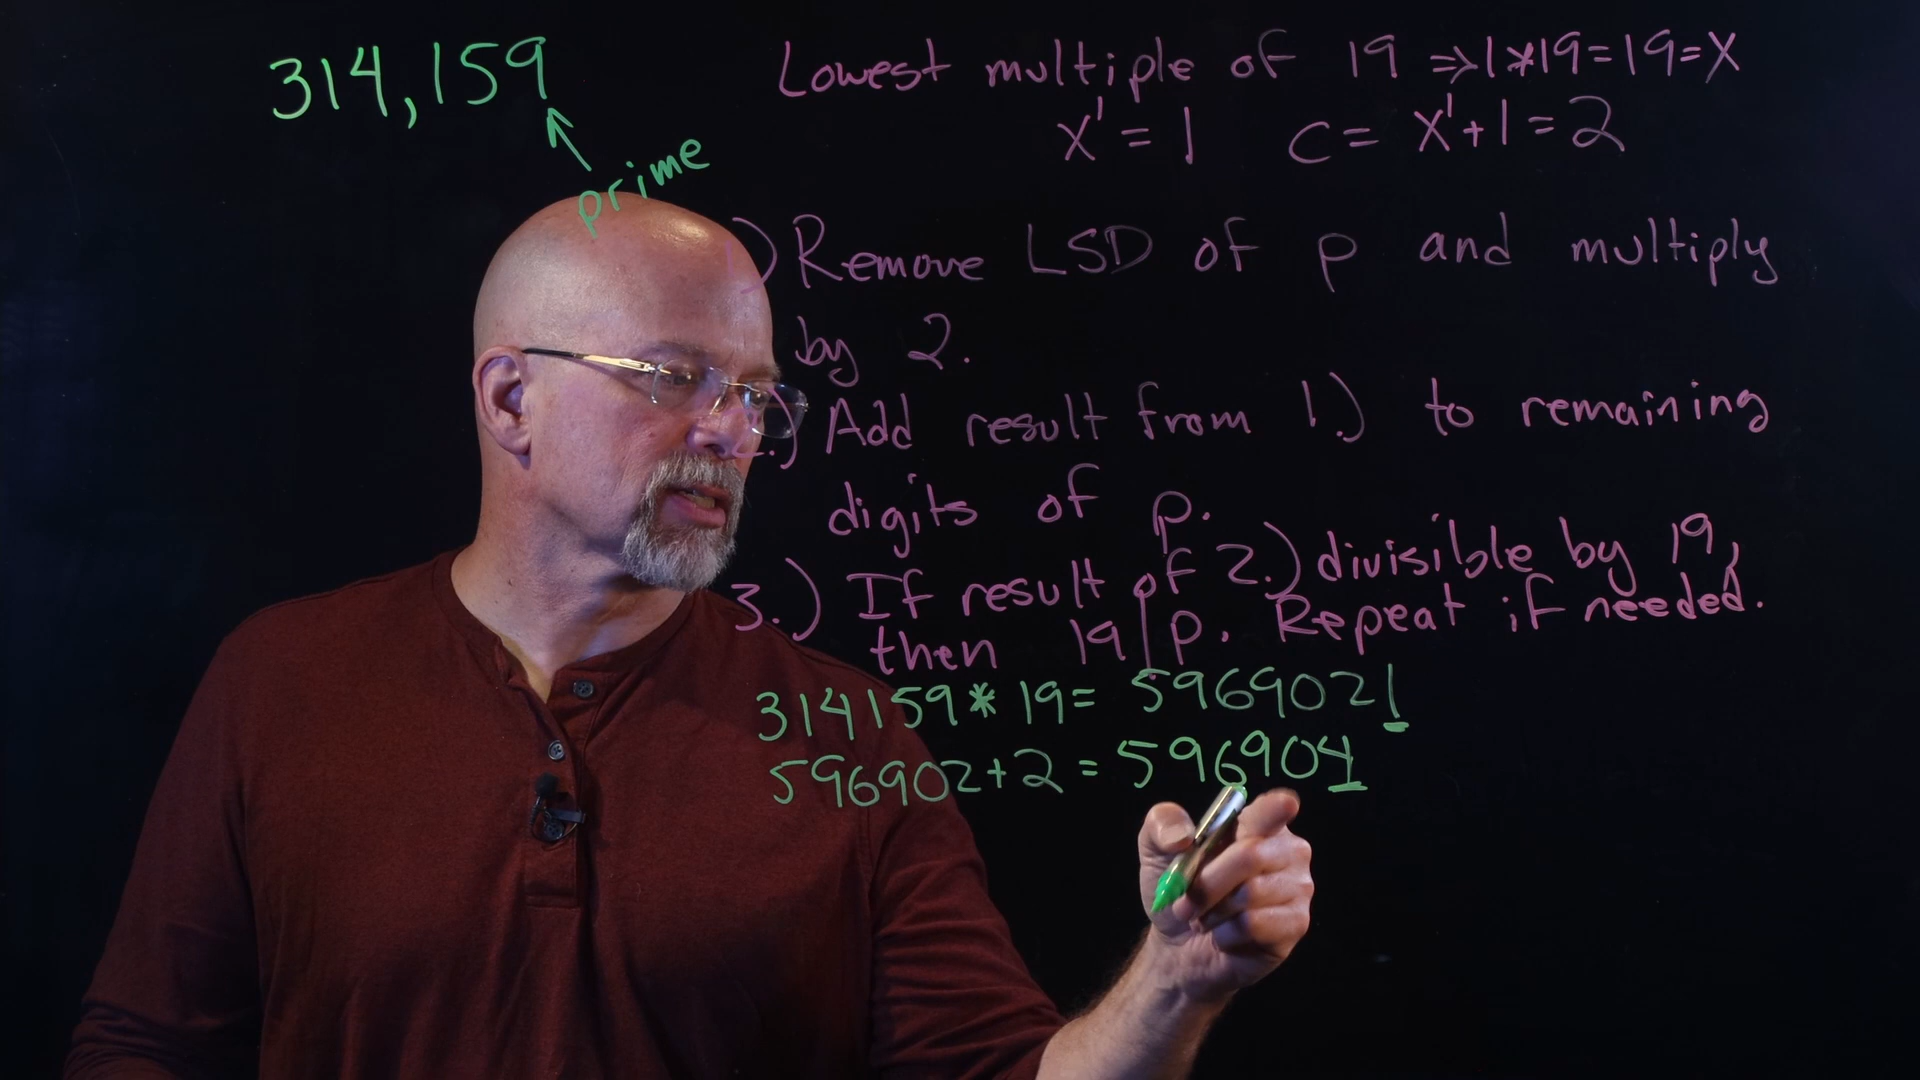 314,159
prime
Lowest multiple of 19 ⇒ 1*19=19=X
X'=1 C= X'+1=2
1.) Remove LSD of p and multiply
by 2.
2.) Add result from 1.) to remaining
digits of p.
3.) If result of 2.) divisible by 19,
then 19|p. Repeat if needed.
314159*19= 5969021
596902+2=596904